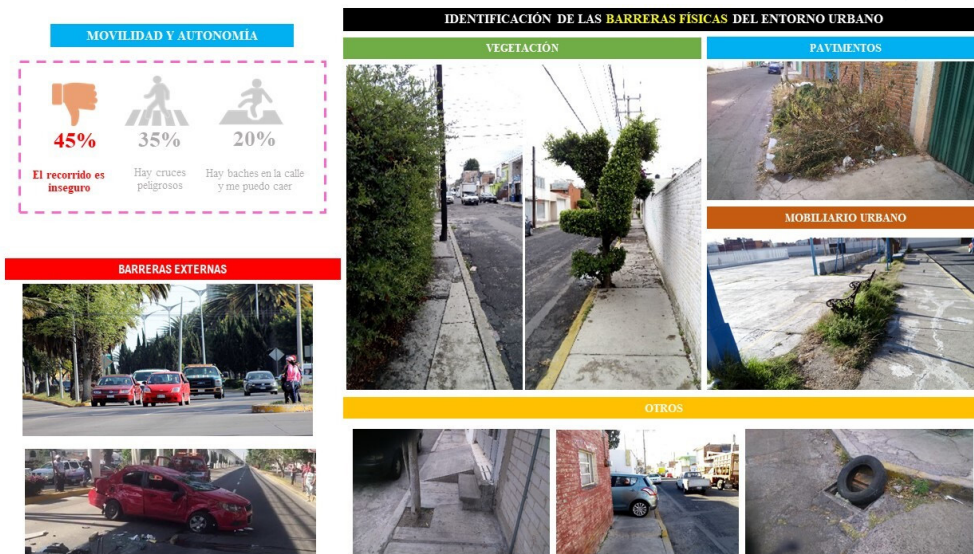 MOVILIDAD Y AUTONOMÍA
45%
35%
20%
El recorrido es
inseguro
Hay cruces
peligrosos
Hay baches en la calle
y me puedo caer
BARRERAS EXTERNAS
IDENTIFICACIÓN DE LAS BARRERAS FÍSICAS DEL ENTORNO URBANO
VEGETACIÓN
PAVIMENTOS
MOBILIARIO URBANO
OTROS